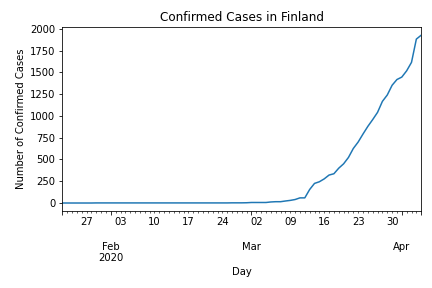 Confirmed Cases in Finland
Number of Confirmed Cases
2000
1750
1500
1250
1000
750
500
250
0
27 03 10 17 24 02 09 16 23 30
Feb Mar Apr
2020
Day